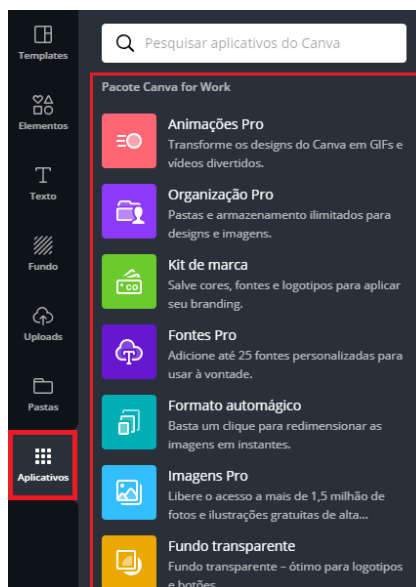 Templates
Elementos
Texto
Fundo
Uploads
Pastas
Aplicativos
Pesquisar aplicativos do Canva
Pacote Canva for Work
Animações Pro
Transforme os designs do Canva em GIFs e
vídeos divertidos.
Organização Pro
Pastas e armazenamento ilimitados para
designs e imagens.
Kit de marca
CO
Salve cores, fontes e logotipos para aplicar
seu branding.
Fontes Pro
T
Adicione até 25 fontes personalizadas para
usar à vontade.
Formato automágico
Basta um clique para redimensionar as
imagens em instantes.
Imagens Pro
Libere o acesso a mais de 1,5 milhão de
fotos e ilustrações gratuitas de alta...
Fundo transparente
Fundo transparente – ótimo para logotipos
e botões